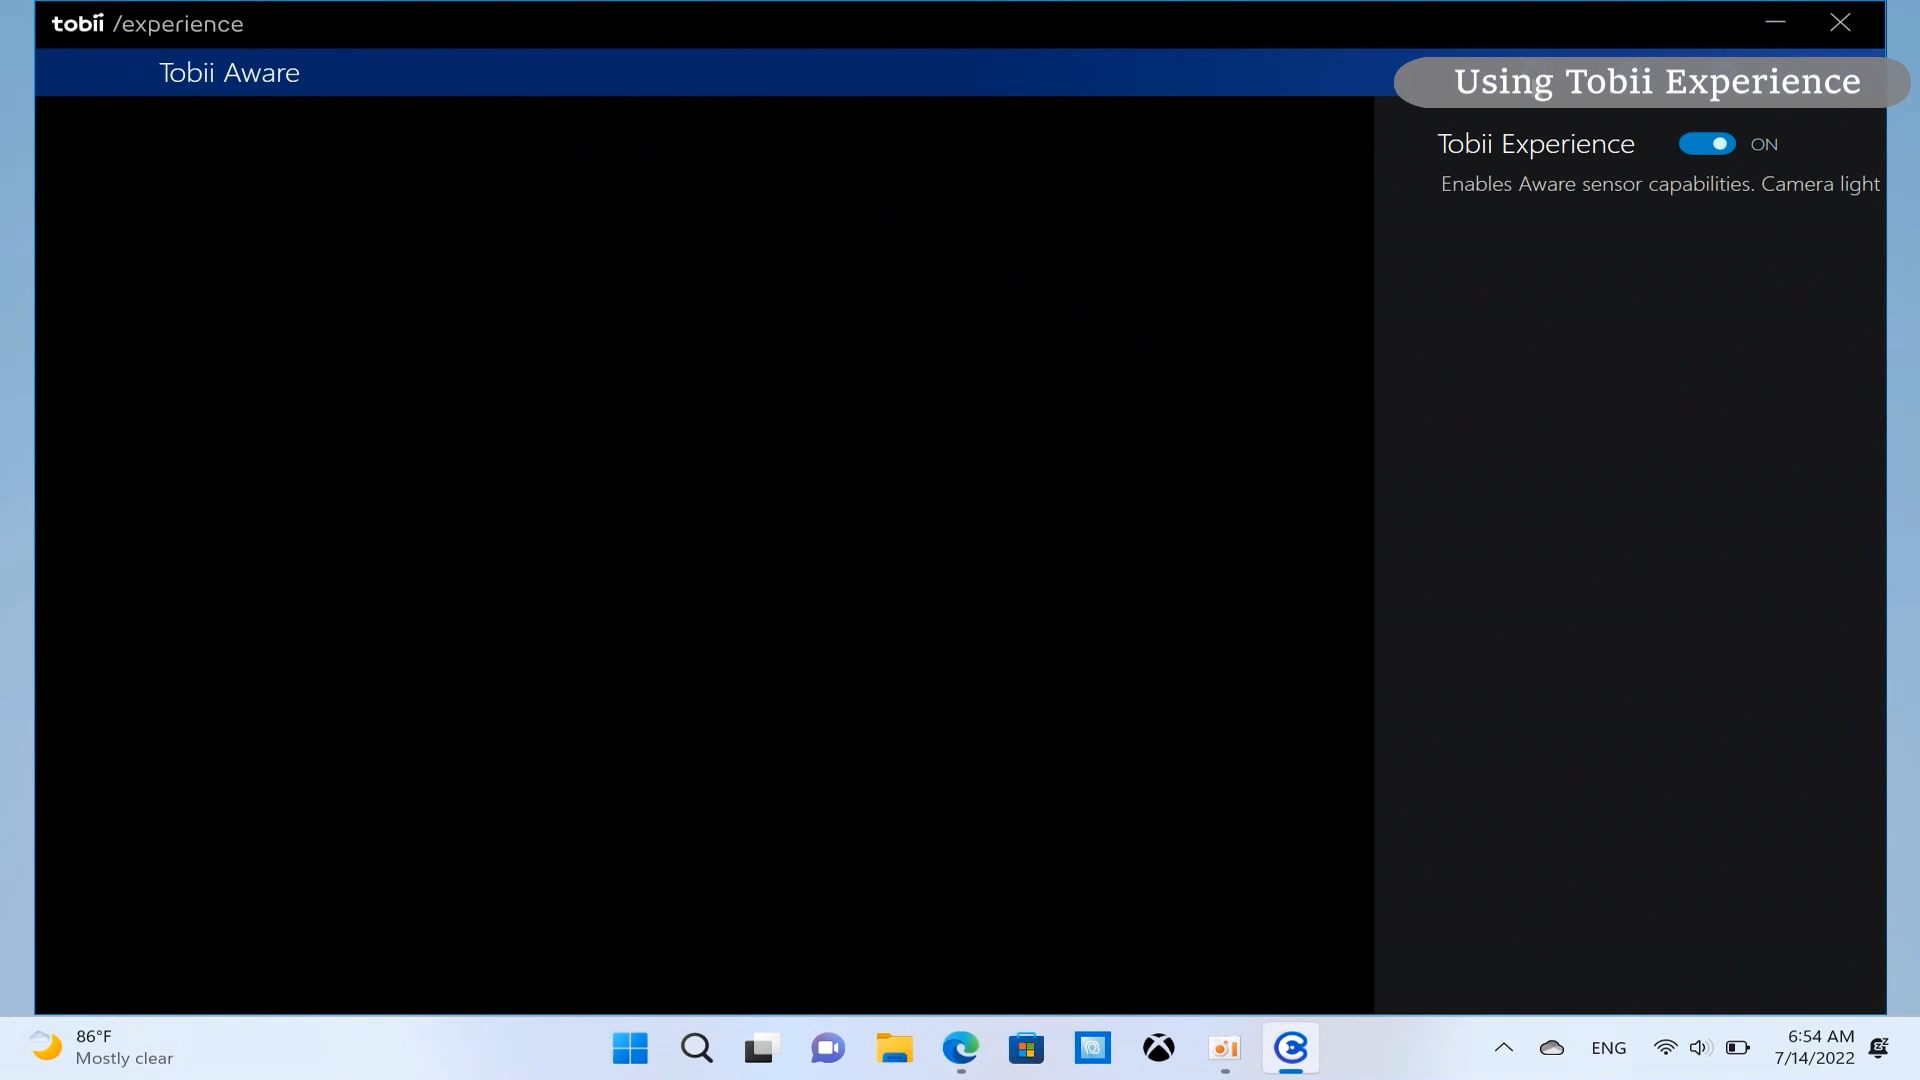 tobii /experience
Tobii Aware
Using Tobii Experience
Tobii Experience ON
Enables Aware sensor capabilities. Camera light
86°F
Mostly clear
ENG
6:54 AM
7/14/2022